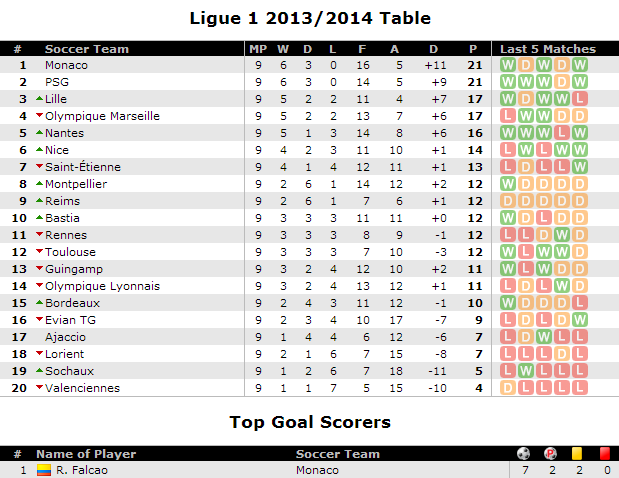 Ligue 1 2013/2014 Table
# Soccer Team MP W D L F A D P Last 5 Matches
1 Monaco 9 6 3 0 16 5 +11 21 W D W D W
2 PSG 9 6 3 0 14 5 +9 21 W W W D W
3 Lille 9 5 2 2 11 4 +7 17 W D W W L
4 Olympique Marseille 9 5 2 2 13 7 +6 17 L W W D D
5 Nantes 9 5 1 3 14 8 +6 16 W W W L W
6 Nice 9 4 2 3 11 10 +1 14 L W L W W
7 Saint-Étienne 9 4 1 4 12 11 +1 13 L D L L W
8 Montpellier 9 2 6 1 14 12 +2 12 W D D D D
9 Reims 9 2 6 1 7 6 +1 12 D D D D D
10 Bastia 9 3 3 3 11 11 +0 12 W D L D D
11 Rennes 9 3 3 3 8 9 -1 12 L L D W D
12 Toulouse 9 3 3 3 7 10 -3 12 W L W W D
13 Guingamp 9 3 2 4 12 10 +2 11 W L W D L
14 Olympique Lyonnais 9 3 2 4 13 12 +1 11 L D L W D
15 Bordeaux 9 2 4 3 11 12 -1 10 W D D D L
16 Evian TG 9 2 3 4 10 17 -7 9 L D L D W
17 Ajaccio 9 1 4 4 6 12 -6 7 L D W L L
18 Lorient 9 2 1 6 7 15 -8 7 L L L D L
19 Sochaux 9 1 2 6 7 18 -11 5 L W L L L
20 Valenciennes 9 1 1 7 5 15 -10 4 D L L L L
Top Goal Scorers
# Name of Player Soccer Team P
1 R. Falcao Monaco 7 2 2 0